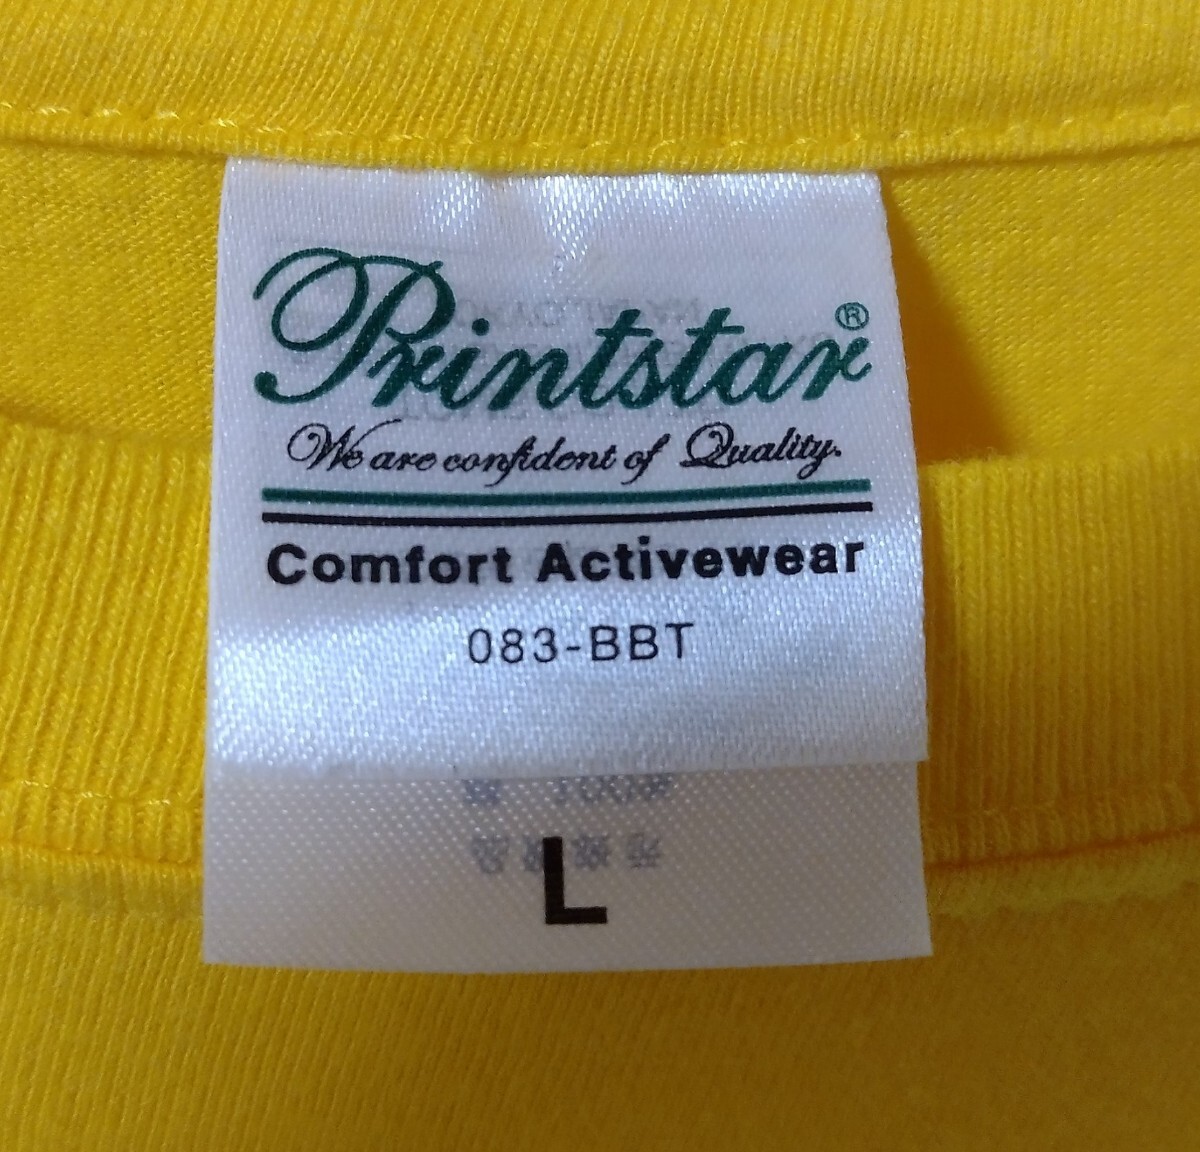 Printstar®
We are confident of Quality.
Comfort Activewear
083-BBT
L